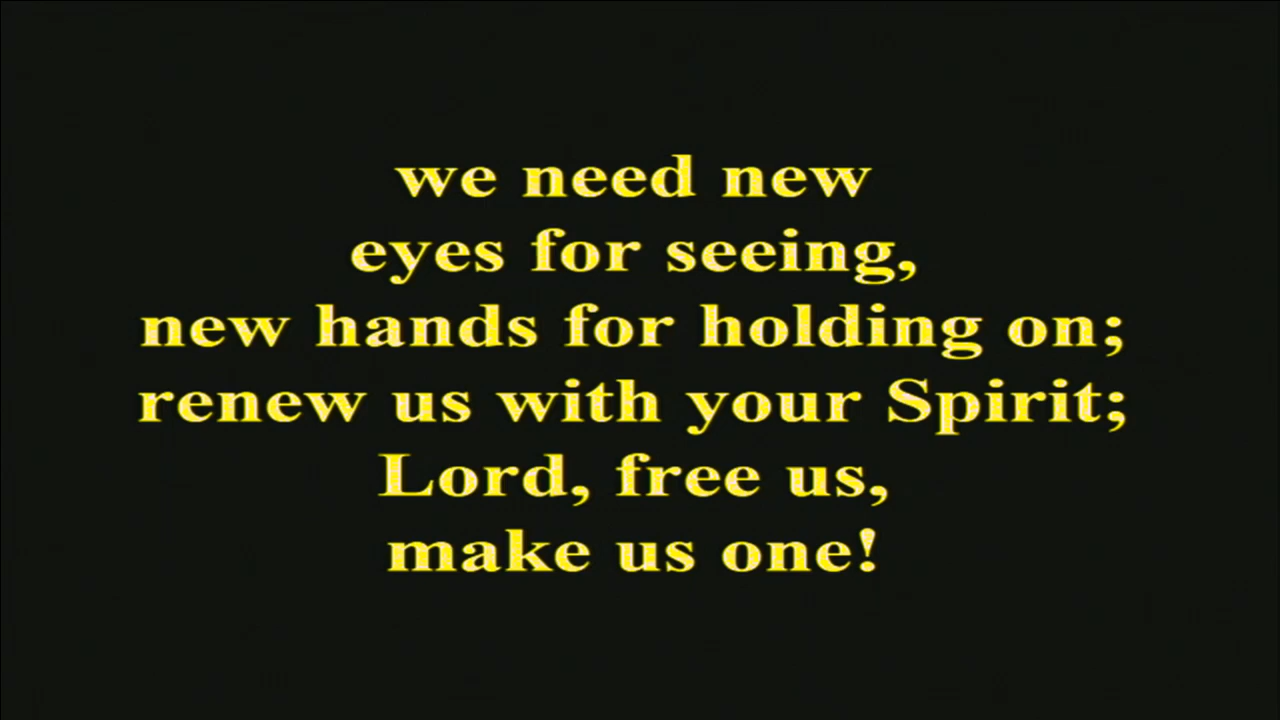 we need new
eyes for seeing,
new hands for holding on;
renew us with your Spirit;
Lord, free us,
make us one!